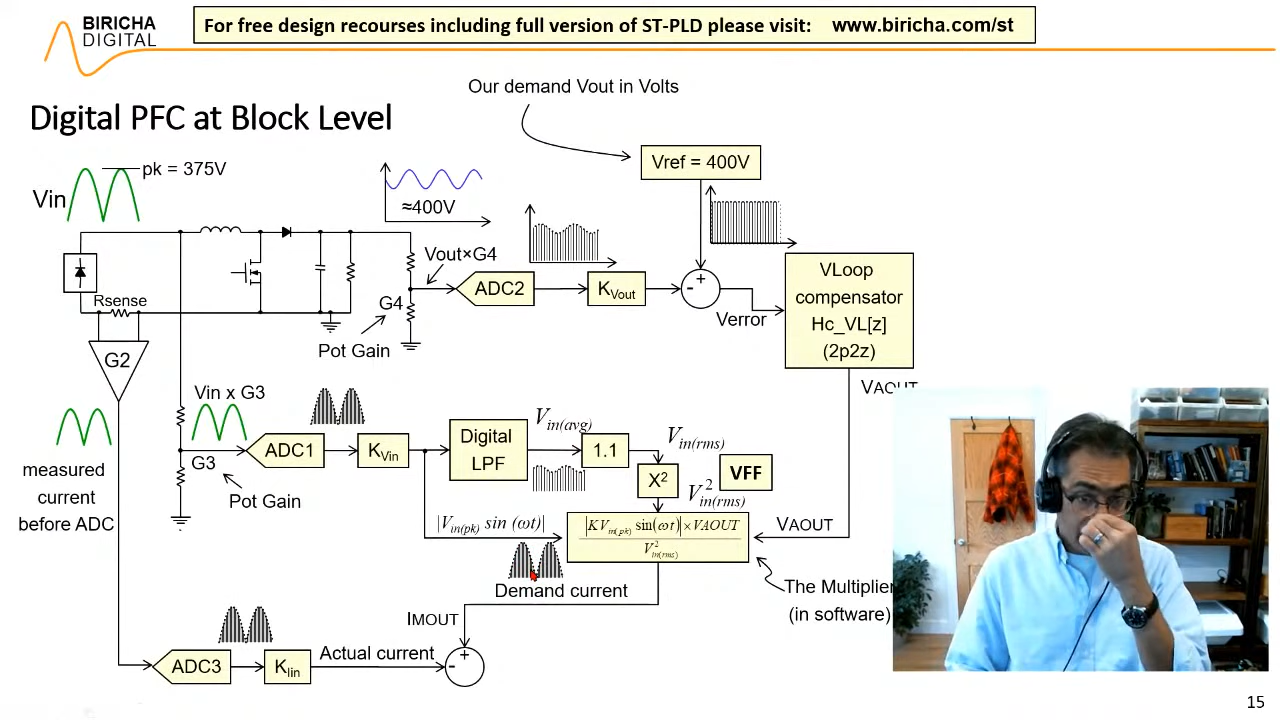 BIRICHA
DIGITAL
For free design recourses including full version of ST-PLD please visit: www.biricha.com/st
Our demand Vout in Volts
Digital PFC at Block Level
Vref = 400V
pk = 375V
Vin
≈400V
Vout×G4
ADC2
KVout
+
-
Verror
VLoop
compensator
Hc_VL[z]
(2p2z)
Rsense
G4
Pot Gain
G2
VAOUT
Vin x G3
Vin(avg)
ADC1
KVin
Digital
LPF
1.1
Vin(rms)
X²
VFF
V²in(rms)
G3
Pot Gain
measured
current
before ADC
|Vin(pk) sin (ωt)|
|KVin(pk) sin(ωt)|×VAOUT
V²in(rms)
VAOUT
Demand current
The Multiplier
(in software)
IMOUT
ADC3
KIin
Actual current
+
-
15